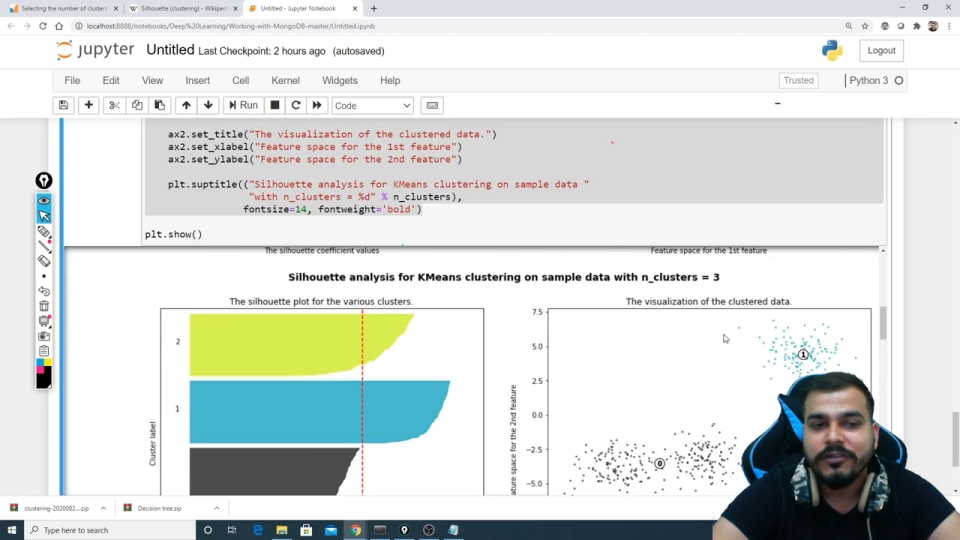 Selecting the number of clusters
Silhouette (clustering) - Wikiped
Untitled - Jupyter Notebook
localhost:8888/notebooks/Deep%20Learning/Working-with-MongoDB-master/Untitled.ipynb
jupyter Untitled Last Checkpoint: 2 hours ago (autosaved)
Logout
File Edit View Insert Cell Kernel Widgets Help
Trusted
Python 3
Run
Code
ax2.set_title("The visualization of the clustered data.")
ax2.set_xlabel("Feature space for the 1st feature")
ax2.set_ylabel("Feature space for the 2nd feature")
plt.suptitle(("Silhouette analysis for KMeans clustering on sample data "
"with n_clusters = %d" % n_clusters),
fontsize=14, fontweight='bold')
plt.show()
The silhouette coefficient values
Feature space for the 1st feature
Silhouette analysis for KMeans clustering on sample data with n_clusters = 3
The silhouette plot for the various clusters.
The visualization of the clustered data.
Cluster label
2
1
ature space for the 2nd feature
7.5
5.0
2.5
0.0
−2.5
−5.0
1
0
clustering-2020082....zip
Decision tree.zip
Type here to search